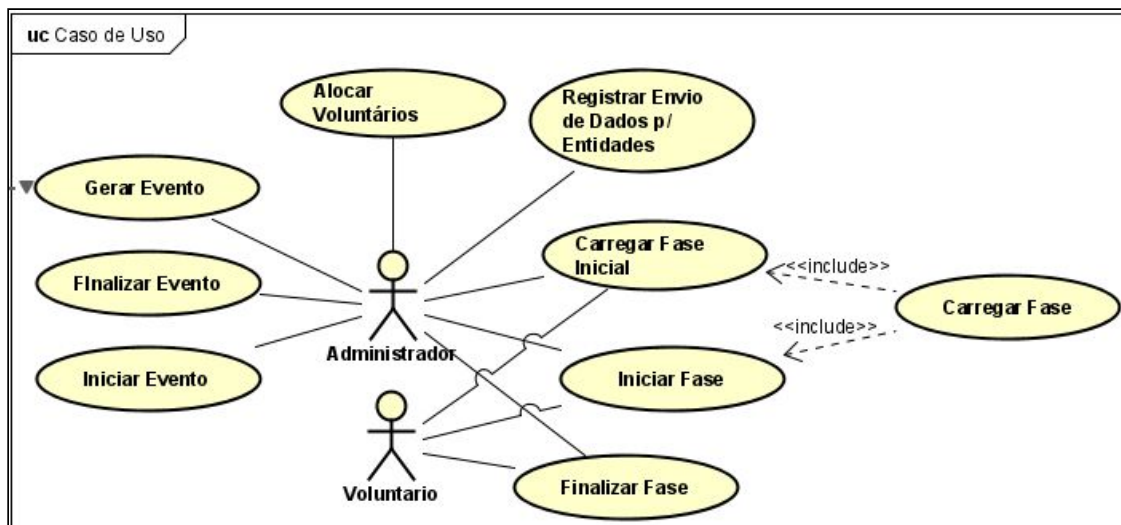 uc Caso de Uso
Alocar
Voluntários
Registrar Envio
de Dados p/
Entidades
Gerar Evento
Carregar Fase
Inicial
<<include>>
FInalizar Evento
Carregar Fase
<<include>>
Administrador
Iniciar Evento
Iniciar Fase
Voluntario
Finalizar Fase